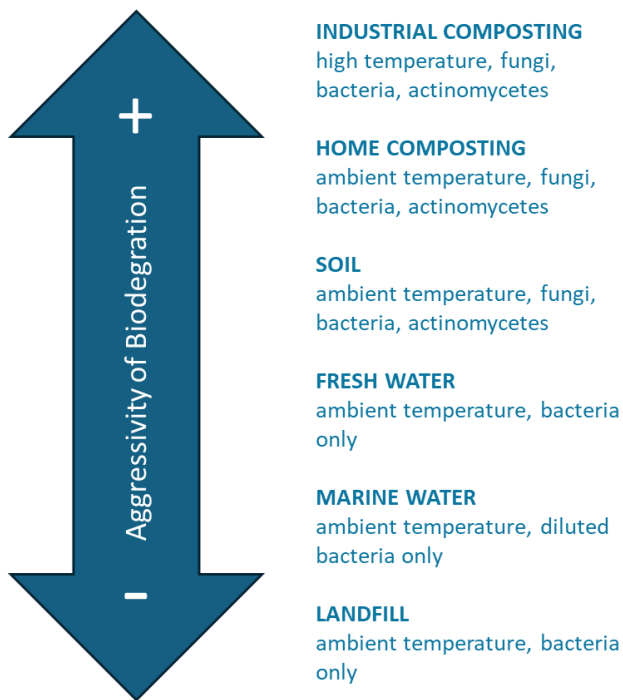 +
Aggressivity of Biodegration
-
INDUSTRIAL COMPOSTING
high temperature, fungi,
bacteria, actinomycetes
HOME COMPOSTING
ambient temperature, fungi,
bacteria, actinomycetes
SOIL
ambient temperature, fungi,
bacteria, actinomycetes
FRESH WATER
ambient temperature, bacteria
only
MARINE WATER
ambient temperature, diluted
bacteria only
LANDFILL
ambient temperature, bacteria
only